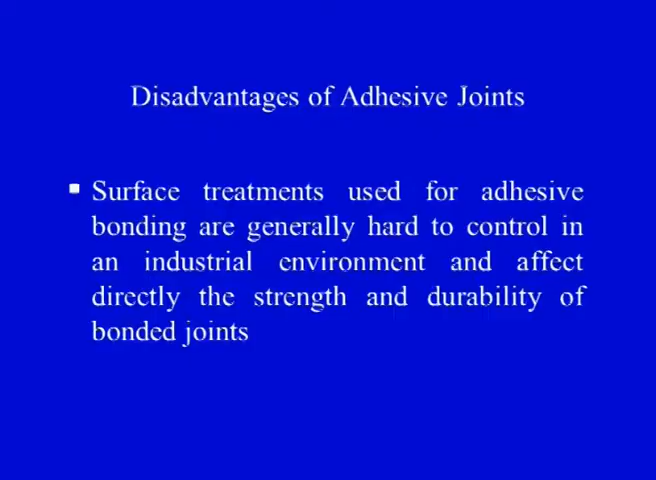 Disadvantages of Adhesive Joints
▪ Surface treatments used for adhesive
bonding are generally hard to control in
an industrial environment and affect
directly the strength and durability of
bonded joints